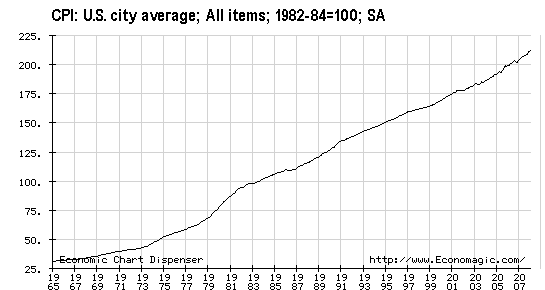 CPI: U.S. city average; All items; 1982-84=100; SA
225.
200.
175.
150.
125.
100.
75.
50.
25.
Economic Chart Dispenser
http://www.Economagic.com/
19 19 19 19 19 19 19 19 19 19 19 19 19 19 19 19 19 19 20 20 20 20
65 67 69 71 73 75 77 79 81 83 85 87 89 91 93 95 97 99 01 03 05 07